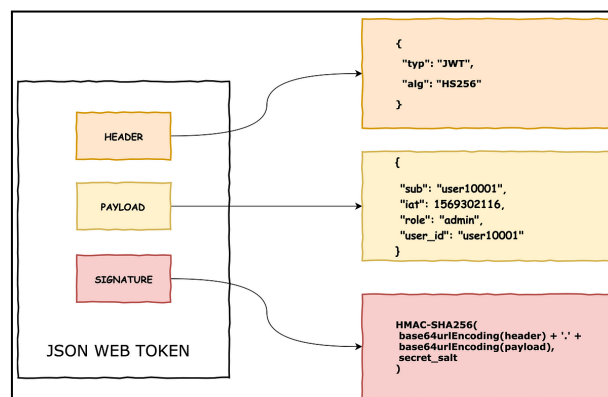 HEADER
PAYLOAD
SIGNATURE
JSON WEB TOKEN
{
"typ": "JWT",
"alg": "HS256"
}
{
"sub": "user10001",
"iat": 1569302116,
"role": "admin",
"user_id": "user10001"
}
HMAC-SHA256(
base64urlEncoding(header) + '.' +
base64urlEncoding(payload),
secret_salt
)